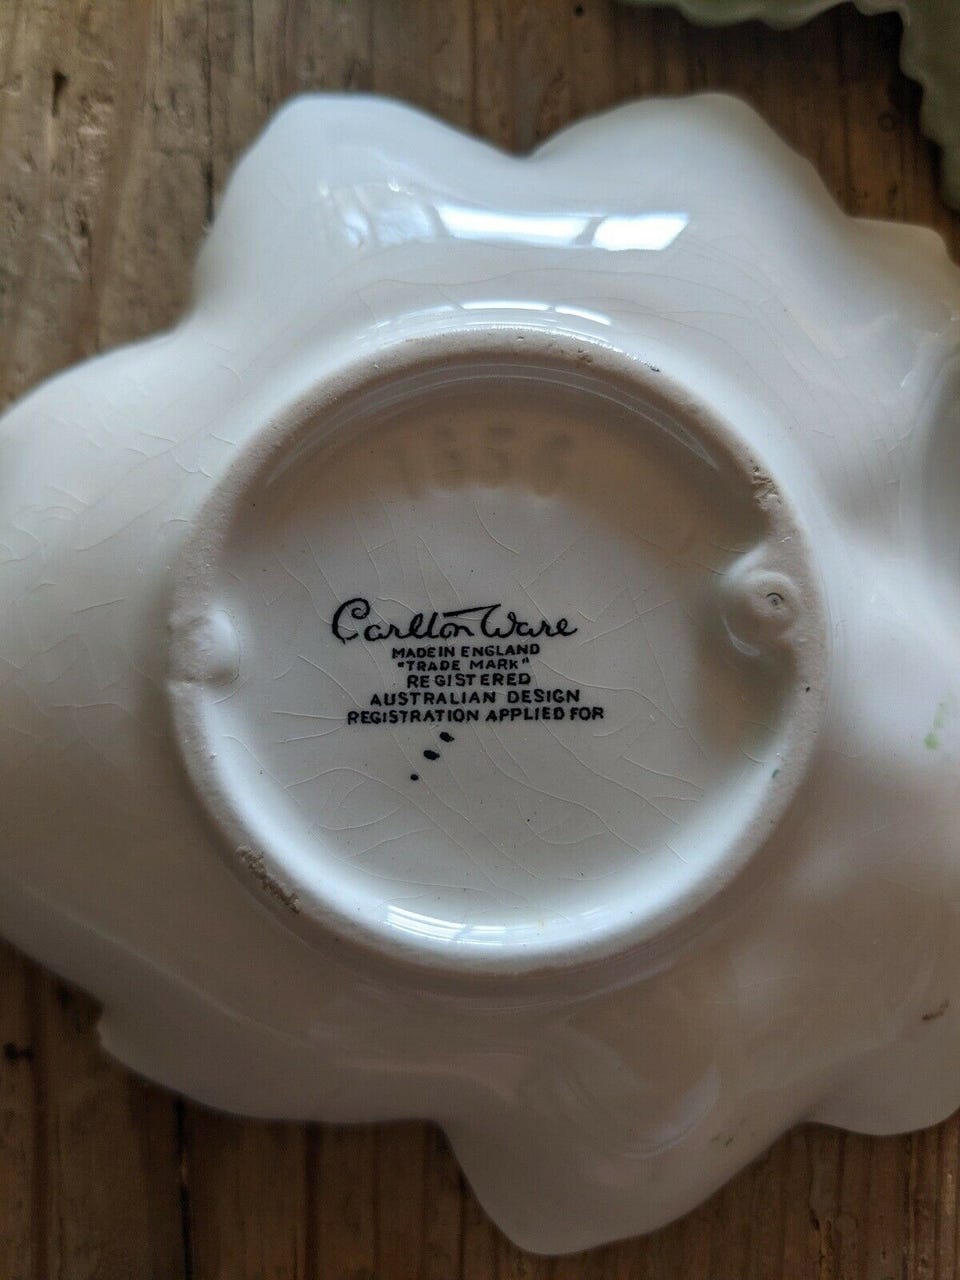 Carlton Ware
MADE IN ENGLAND
"TRADE MARK"
REGISTERED
AUSTRALIAN DESIGN
REGISTRATION APPLIED FOR